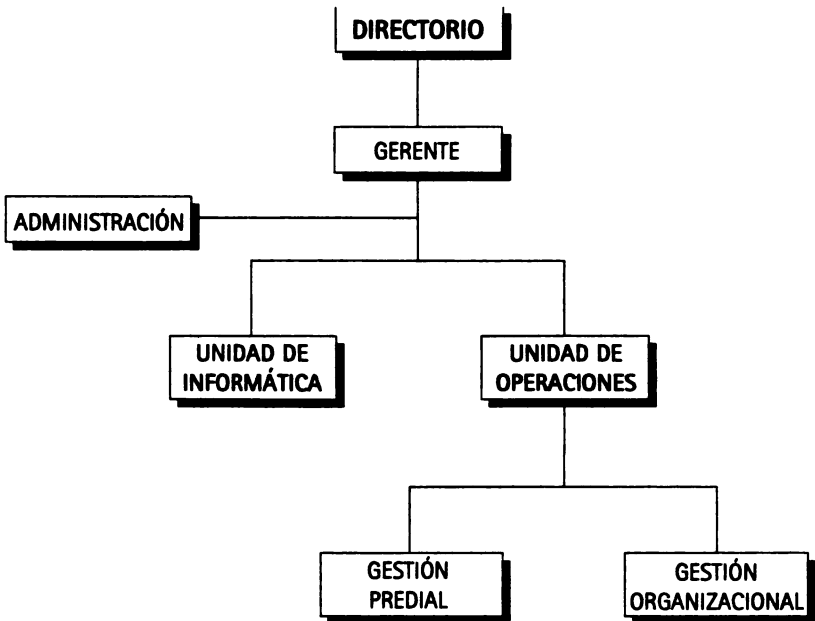 DIRECTORIO
GERENTE
ADMINISTRACIÓN
UNIDAD DE
INFORMÁTICA
UNIDAD DE
OPERACIONES
GESTIÓN
PREDIAL
GESTIÓN
ORGANIZACIONAL